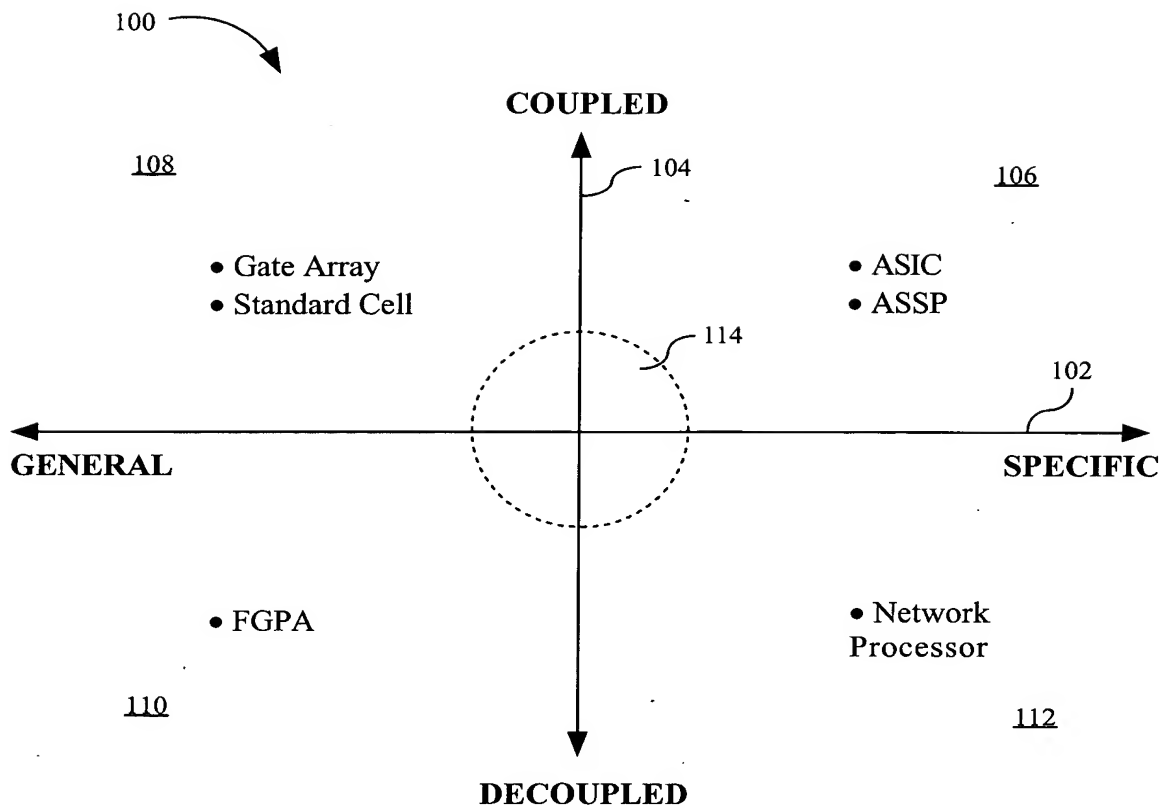 100
COUPLED
108
104
106
• Gate Array
• Standard Cell
• ASIC
• ASSP
114
102
GENERAL
SPECIFIC
• FGPA
• Network
Processor
110
112
DECOUPLED